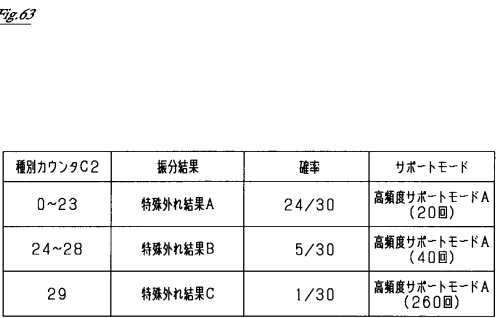 Fig.63
種別カウンタC2 振分結果 確率 サポートモード
0~23 特殊外れ結果A 24/30 高頻度サポートモードA
(20回)
24~28 特殊外れ結果B 5/30 高頻度サポートモードA
(40回)
29 特殊外れ結果C 1/30 高頻度サポートモードA
(260回)